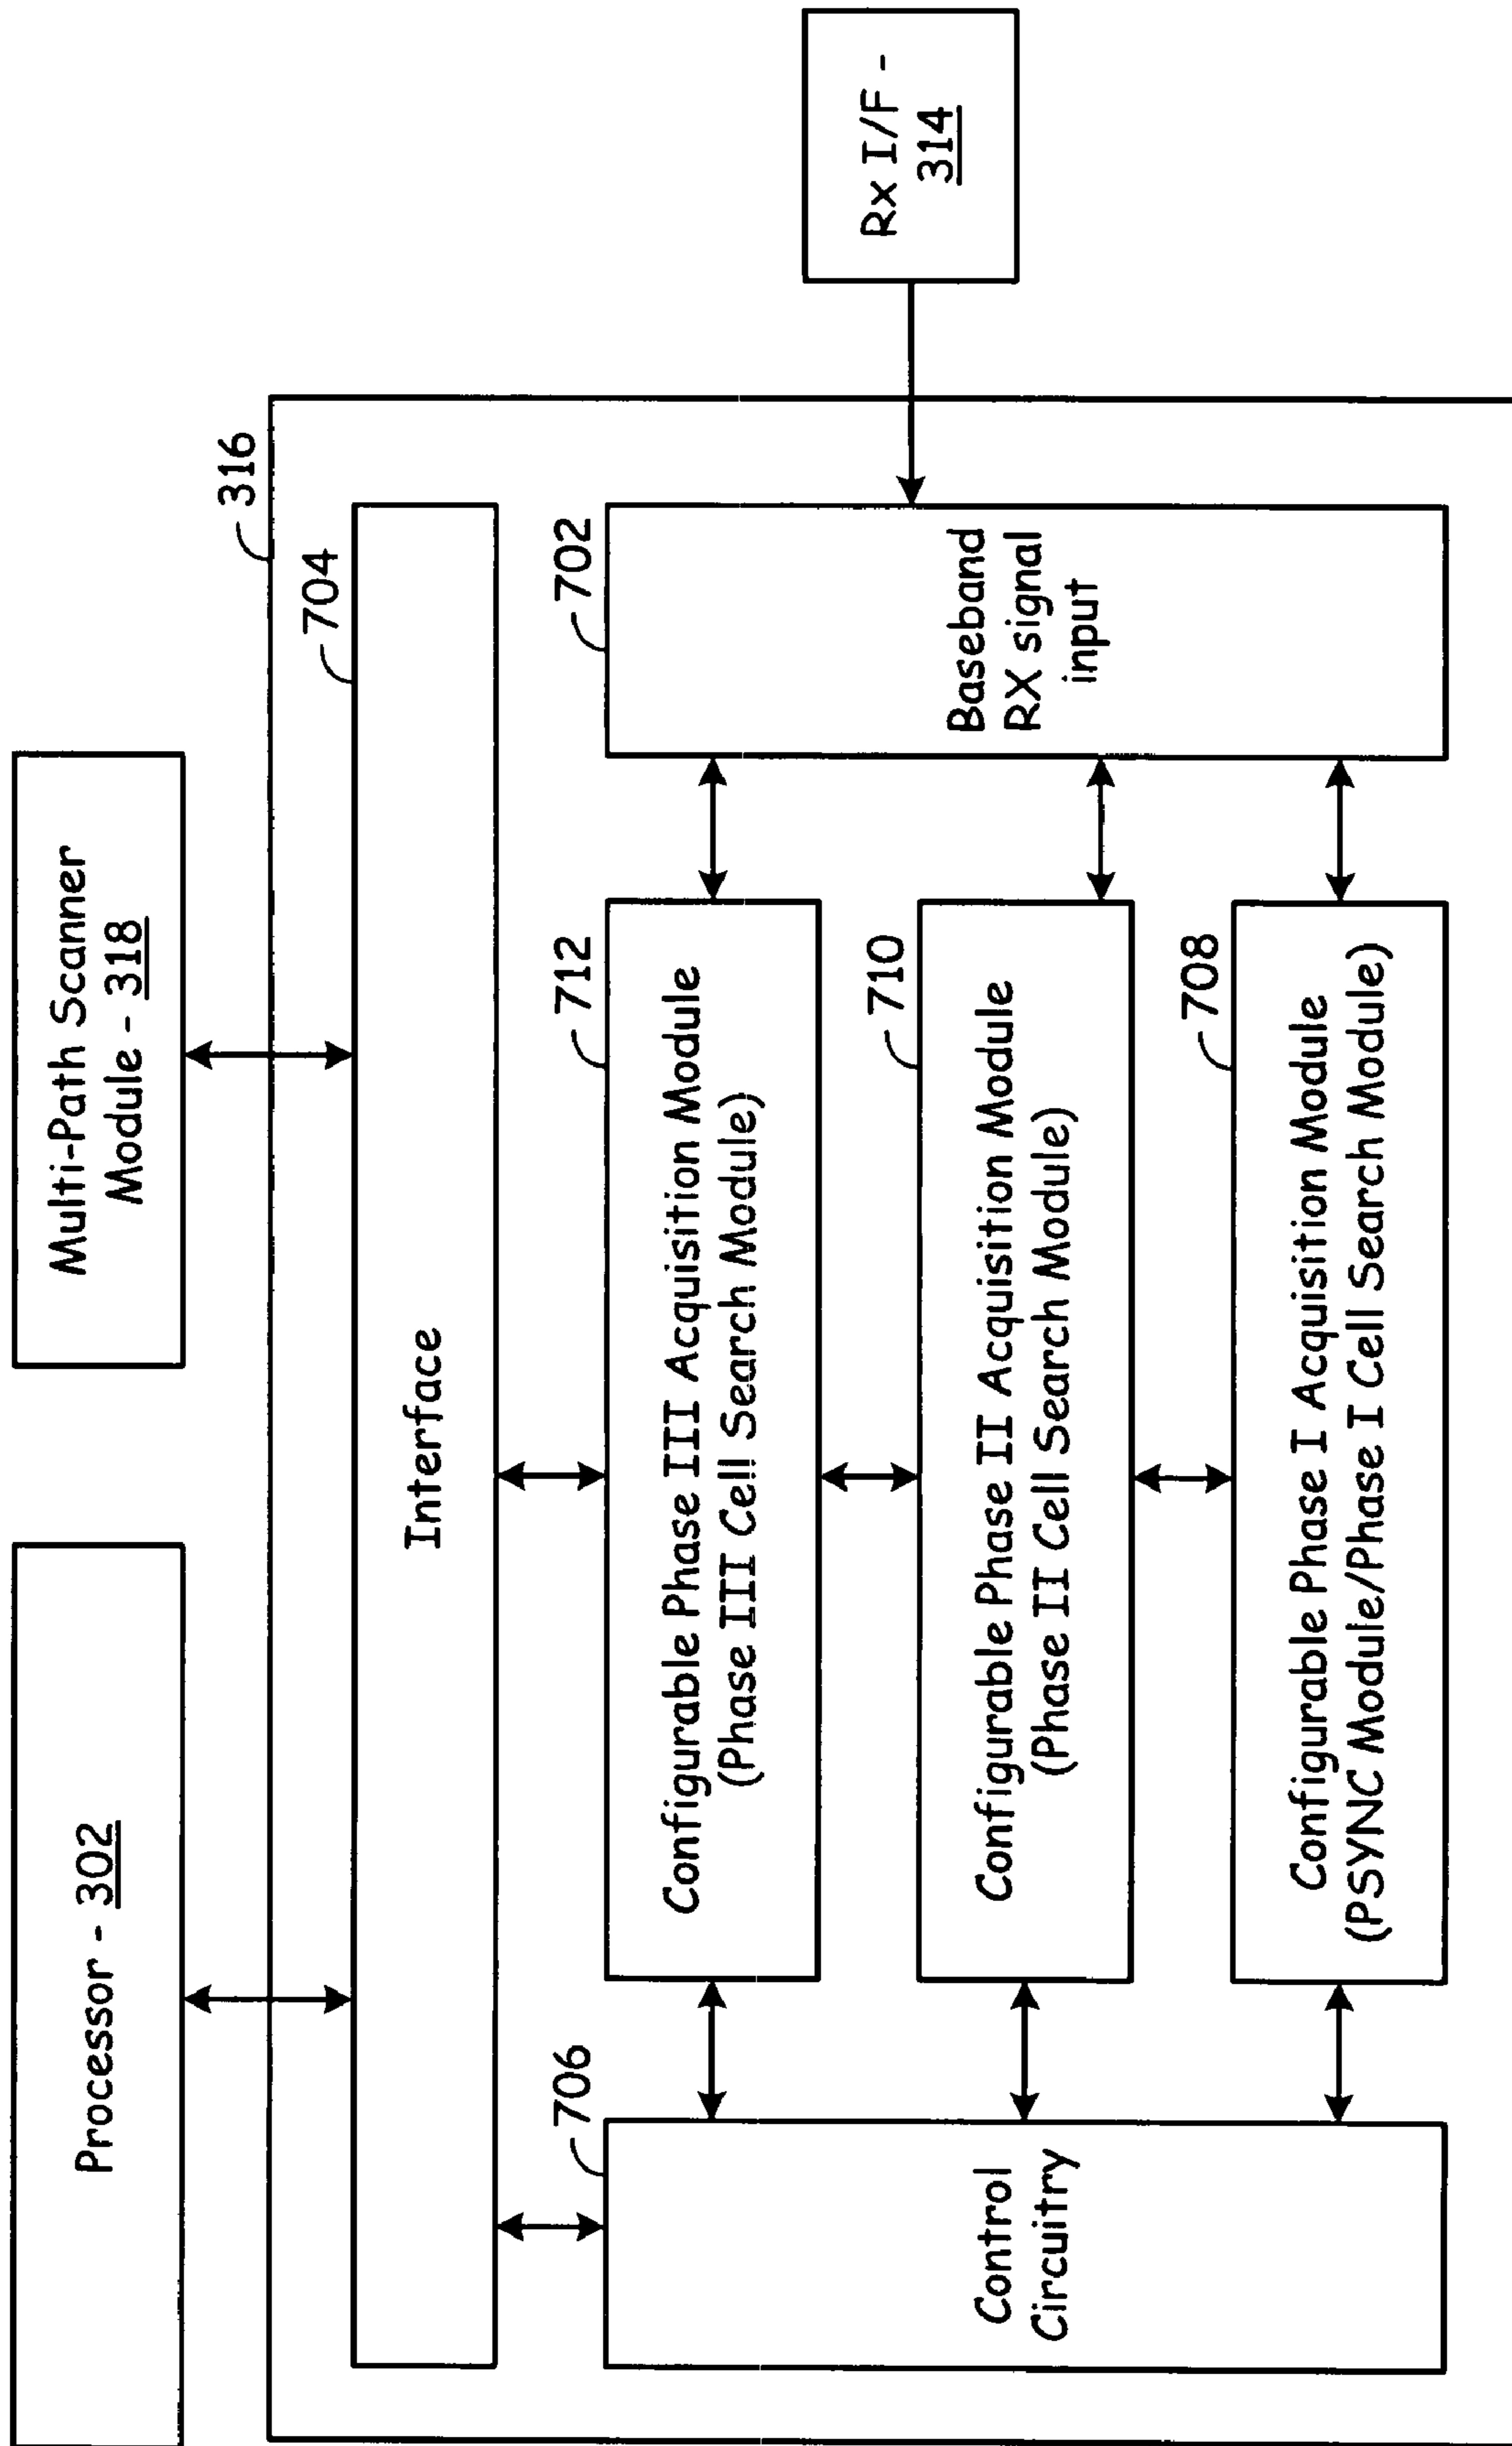 Processor - 302
Multi-Path Scanner
Module - 318
316
704
Interface
706
712
702
Control
Circuitry
Configurable Phase III Acquisition Module
(Phase III Cell Search Module)
710
Configurable Phase II Acquisition Module
(Phase II Cell Search Module)
708
Configurable Phase I Acquisition Module
(PSYNC Module/Phase I Cell Search Module)
Baseband
RX signal
input
Rx I/F -
314